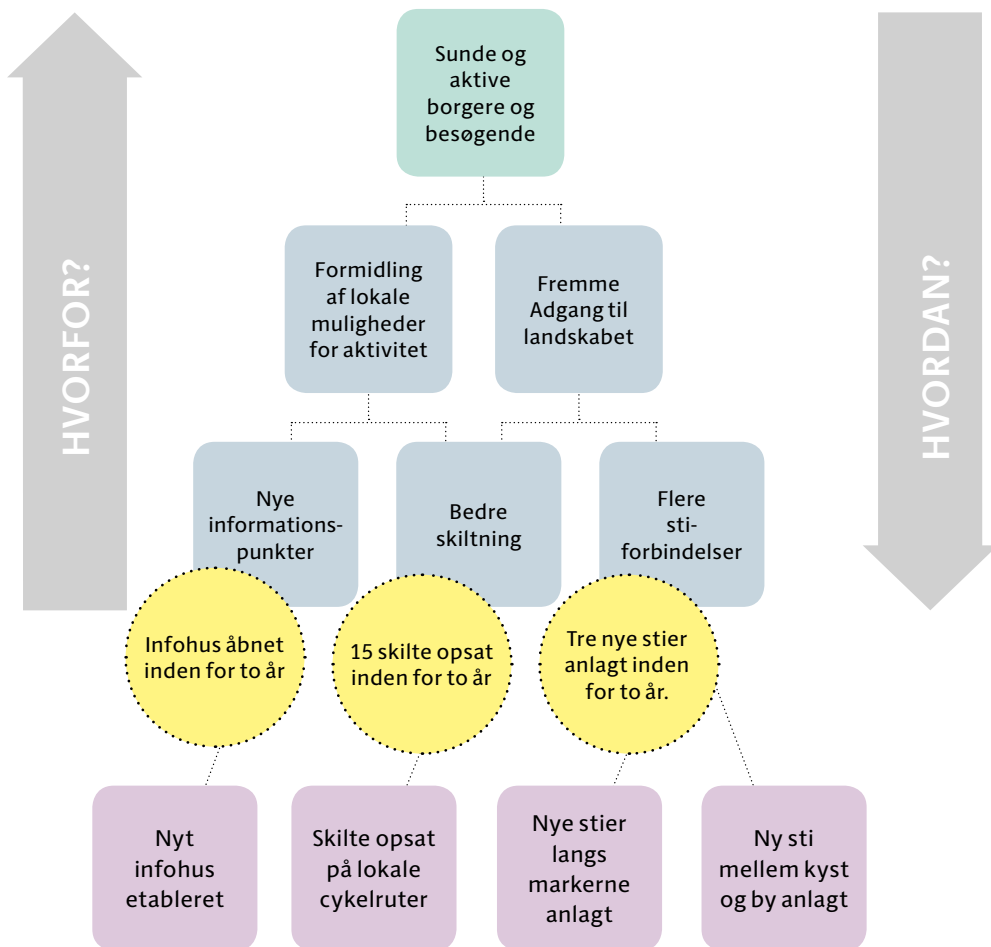 Sunde og
aktive
borgere og
besøgende
HVORFOR?
HVORDAN?
Formidling
af lokale
muligheder
for aktivitet
Fremme
Adgang til
landskabet
Nye
informations-
punkter
Bedre
skiltning
Flere
sti-
forbindelser
Infohus åbnet
inden for to år
15 skilte opsat
inden for to år
Tre nye stier
anlagt inden
for to år.
Nyt
infohus
etableret
Skilte opsat
på lokale
cykelruter
Nye stier
langs
markerne
anlagt
Ny sti
mellem kyst
og by anlagt